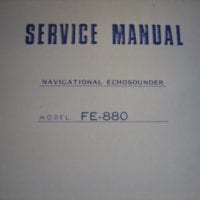 SERVICE MANUAL
NAVIGATIONAL ECHOSOUNDER
MODEL FE-880